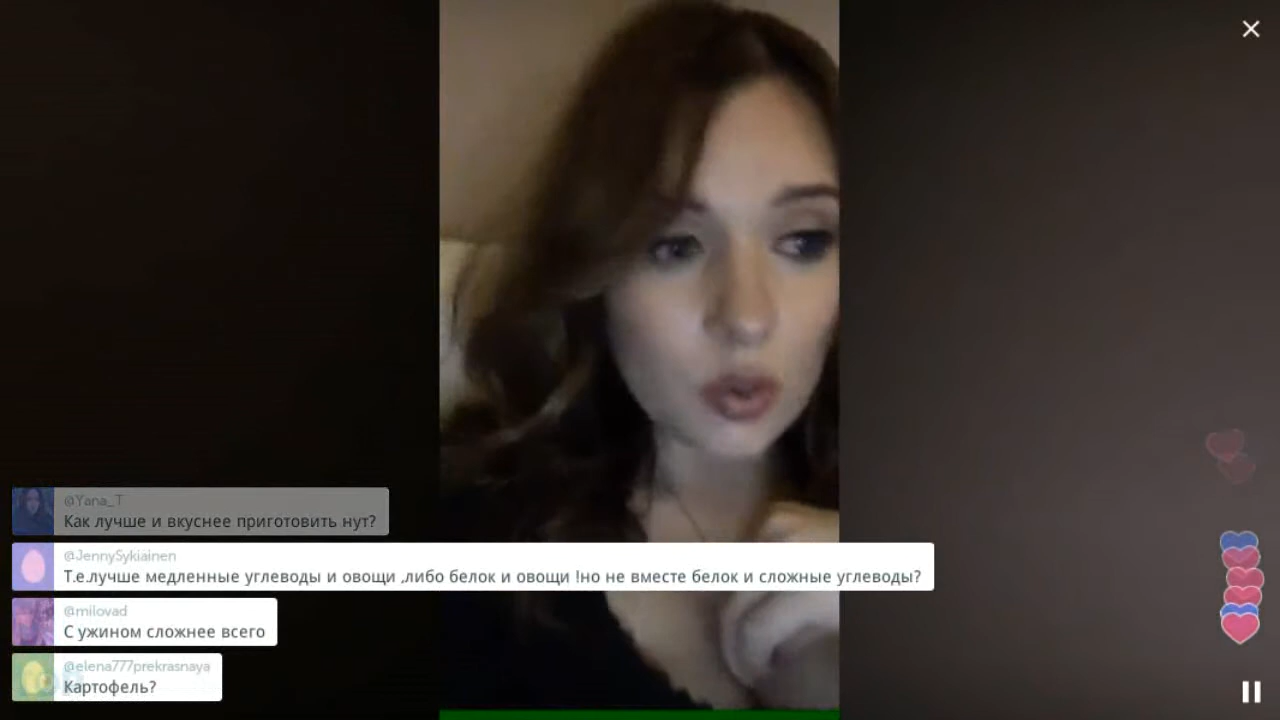 @Yana_T
Как лучше и вкуснее приготовить нут?
@JennySykiainen
Т.е.лучше медленные углеводы и овощи ,либо белок и овощи !но не вместе белок и сложные углеводы?
@milovad
С ужином сложнее всего
@elena777prekrasnaya
Картофель?